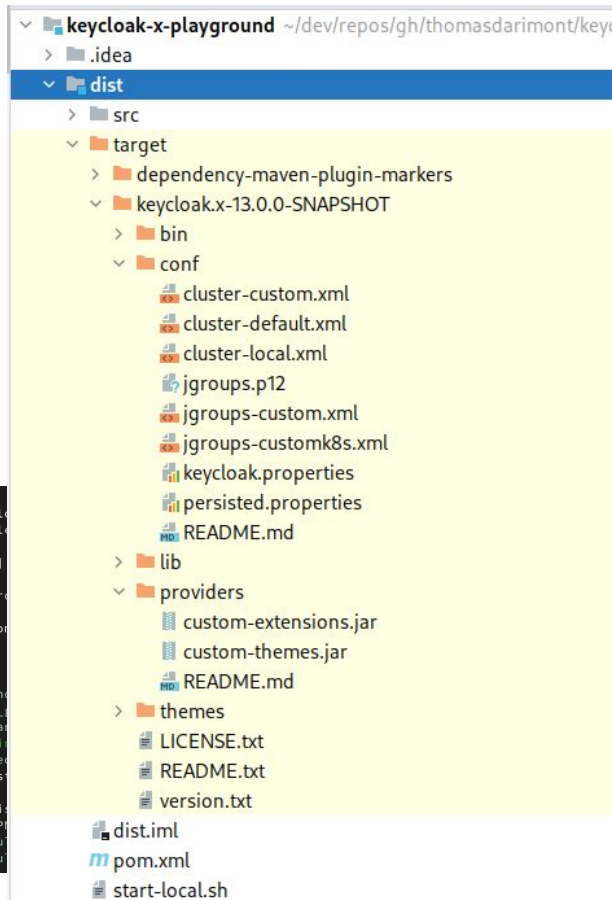 keycloak-x-playground ~/dev/repos/gh/thomasdarimont/keyc
.idea
dist
src
target
dependency-maven-plugin-markers
keycloak.x-13.0.0-SNAPSHOT
bin
conf
cluster-custom.xml
cluster-default.xml
cluster-local.xml
jgroups.p12
jgroups-custom.xml
jgroups-customk8s.xml
keycloak.properties
persisted.properties
MD README.md
lib
providers
custom-extensions.jar
custom-themes.jar
MD README.md
themes
LICENSE.txt
README.txt
version.txt
dist.iml
m pom.xml
start-local.sh